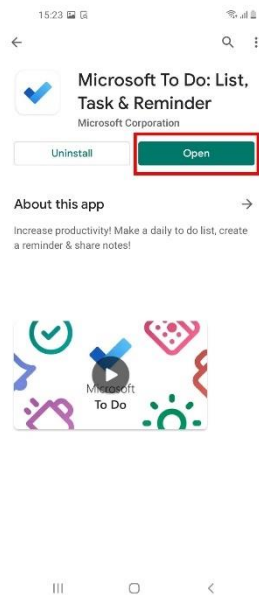 15:23
Microsoft To Do: List,
Task & Reminder
Microsoft Corporation
Uninstall
Open
About this app
Increase productivity! Make a daily to do list, create
a reminder & share notes!
Microsoft
To Do